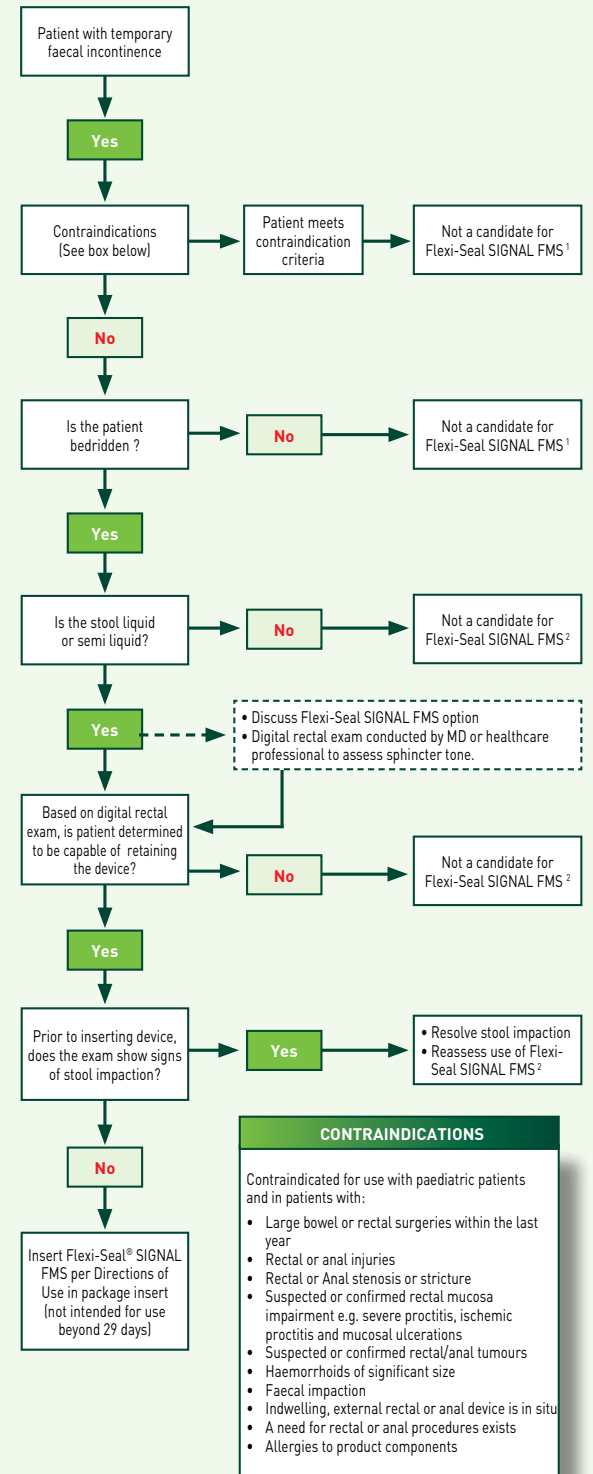 Patient with temporary
faecal incontinence
Yes
Contraindications
(See box below)
Patient meets
contraindication
criteria
Not a candidate for
Flexi-Seal SIGNAL FMS 1
No
Is the patient
bedridden ?
No
Not a candidate for
Flexi-Seal SIGNAL FMS 1
Yes
Is the stool liquid
or semi liquid?
No
Not a candidate for
Flexi-Seal SIGNAL FMS 2
Yes
• Discuss Flexi-Seal SIGNAL FMS option
• Digital rectal exam conducted by MD or healthcare
professional to assess sphincter tone.
Based on digital rectal
exam, is patient determined
to be capable of retaining
the device?
No
Not a candidate for
Flexi-Seal SIGNAL FMS 2
Yes
Prior to inserting device,
does the exam show signs
of stool impaction?
Yes
• Resolve stool impaction
• Reassess use of Flexi-
Seal SIGNAL FMS 2
No
Insert Flexi-Seal® SIGNAL
FMS per Directions of
Use in package insert
(not intended for use
beyond 29 days)
CONTRAINDICATIONS
Contraindicated for use with paediatric patients
and in patients with:
• Large bowel or rectal surgeries within the last
year
• Rectal or anal injuries
• Rectal or Anal stenosis or stricture
• Suspected or confirmed rectal mucosa
impairment e.g. severe proctitis, ischemic
proctitis and mucosal ulcerations
• Suspected or confirmed rectal/anal tumours
• Haemorrhoids of significant size
• Faecal impaction
• Indwelling, external rectal or anal device is in situ
• A need for rectal or anal procedures exists
• Allergies to product components